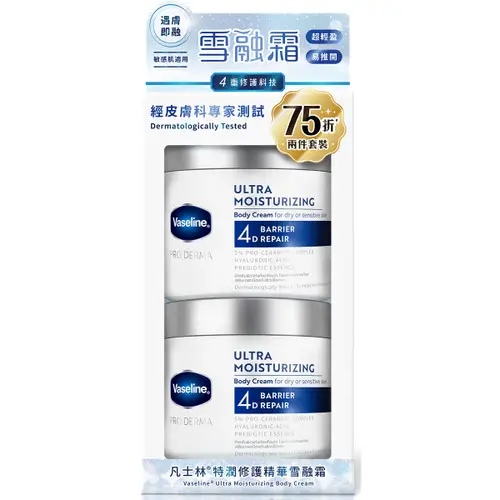 遇膚
即融
敏感肌適用
雪融霜
超輕盈
易推開
4重修護科技
經皮膚科專家測試
Dermatologically Tested
75折*
兩件套裝
ULTRA
MOISTURIZING
Body Cream for dry or sensitive skin
Vaseline®
4D BARRIER
REPAIR
PRO DERMA
5% PRO-CERAMIDE COMPLEX
HYALURONIC ACID
PREBIOTIC ESSENCE
ULTRA
MOISTURIZING
Body Cream for dry or sensitive skin
Vaseline®
4D BARRIER
REPAIR
PRO DERMA
5% PRO-CERAMIDE COMPLEX
HYALURONIC ACID
PREBIOTIC ESSENCE
凡士林®特潤修護精華雪融霜
Vaseline® Ultra Moisturizing Body Cream